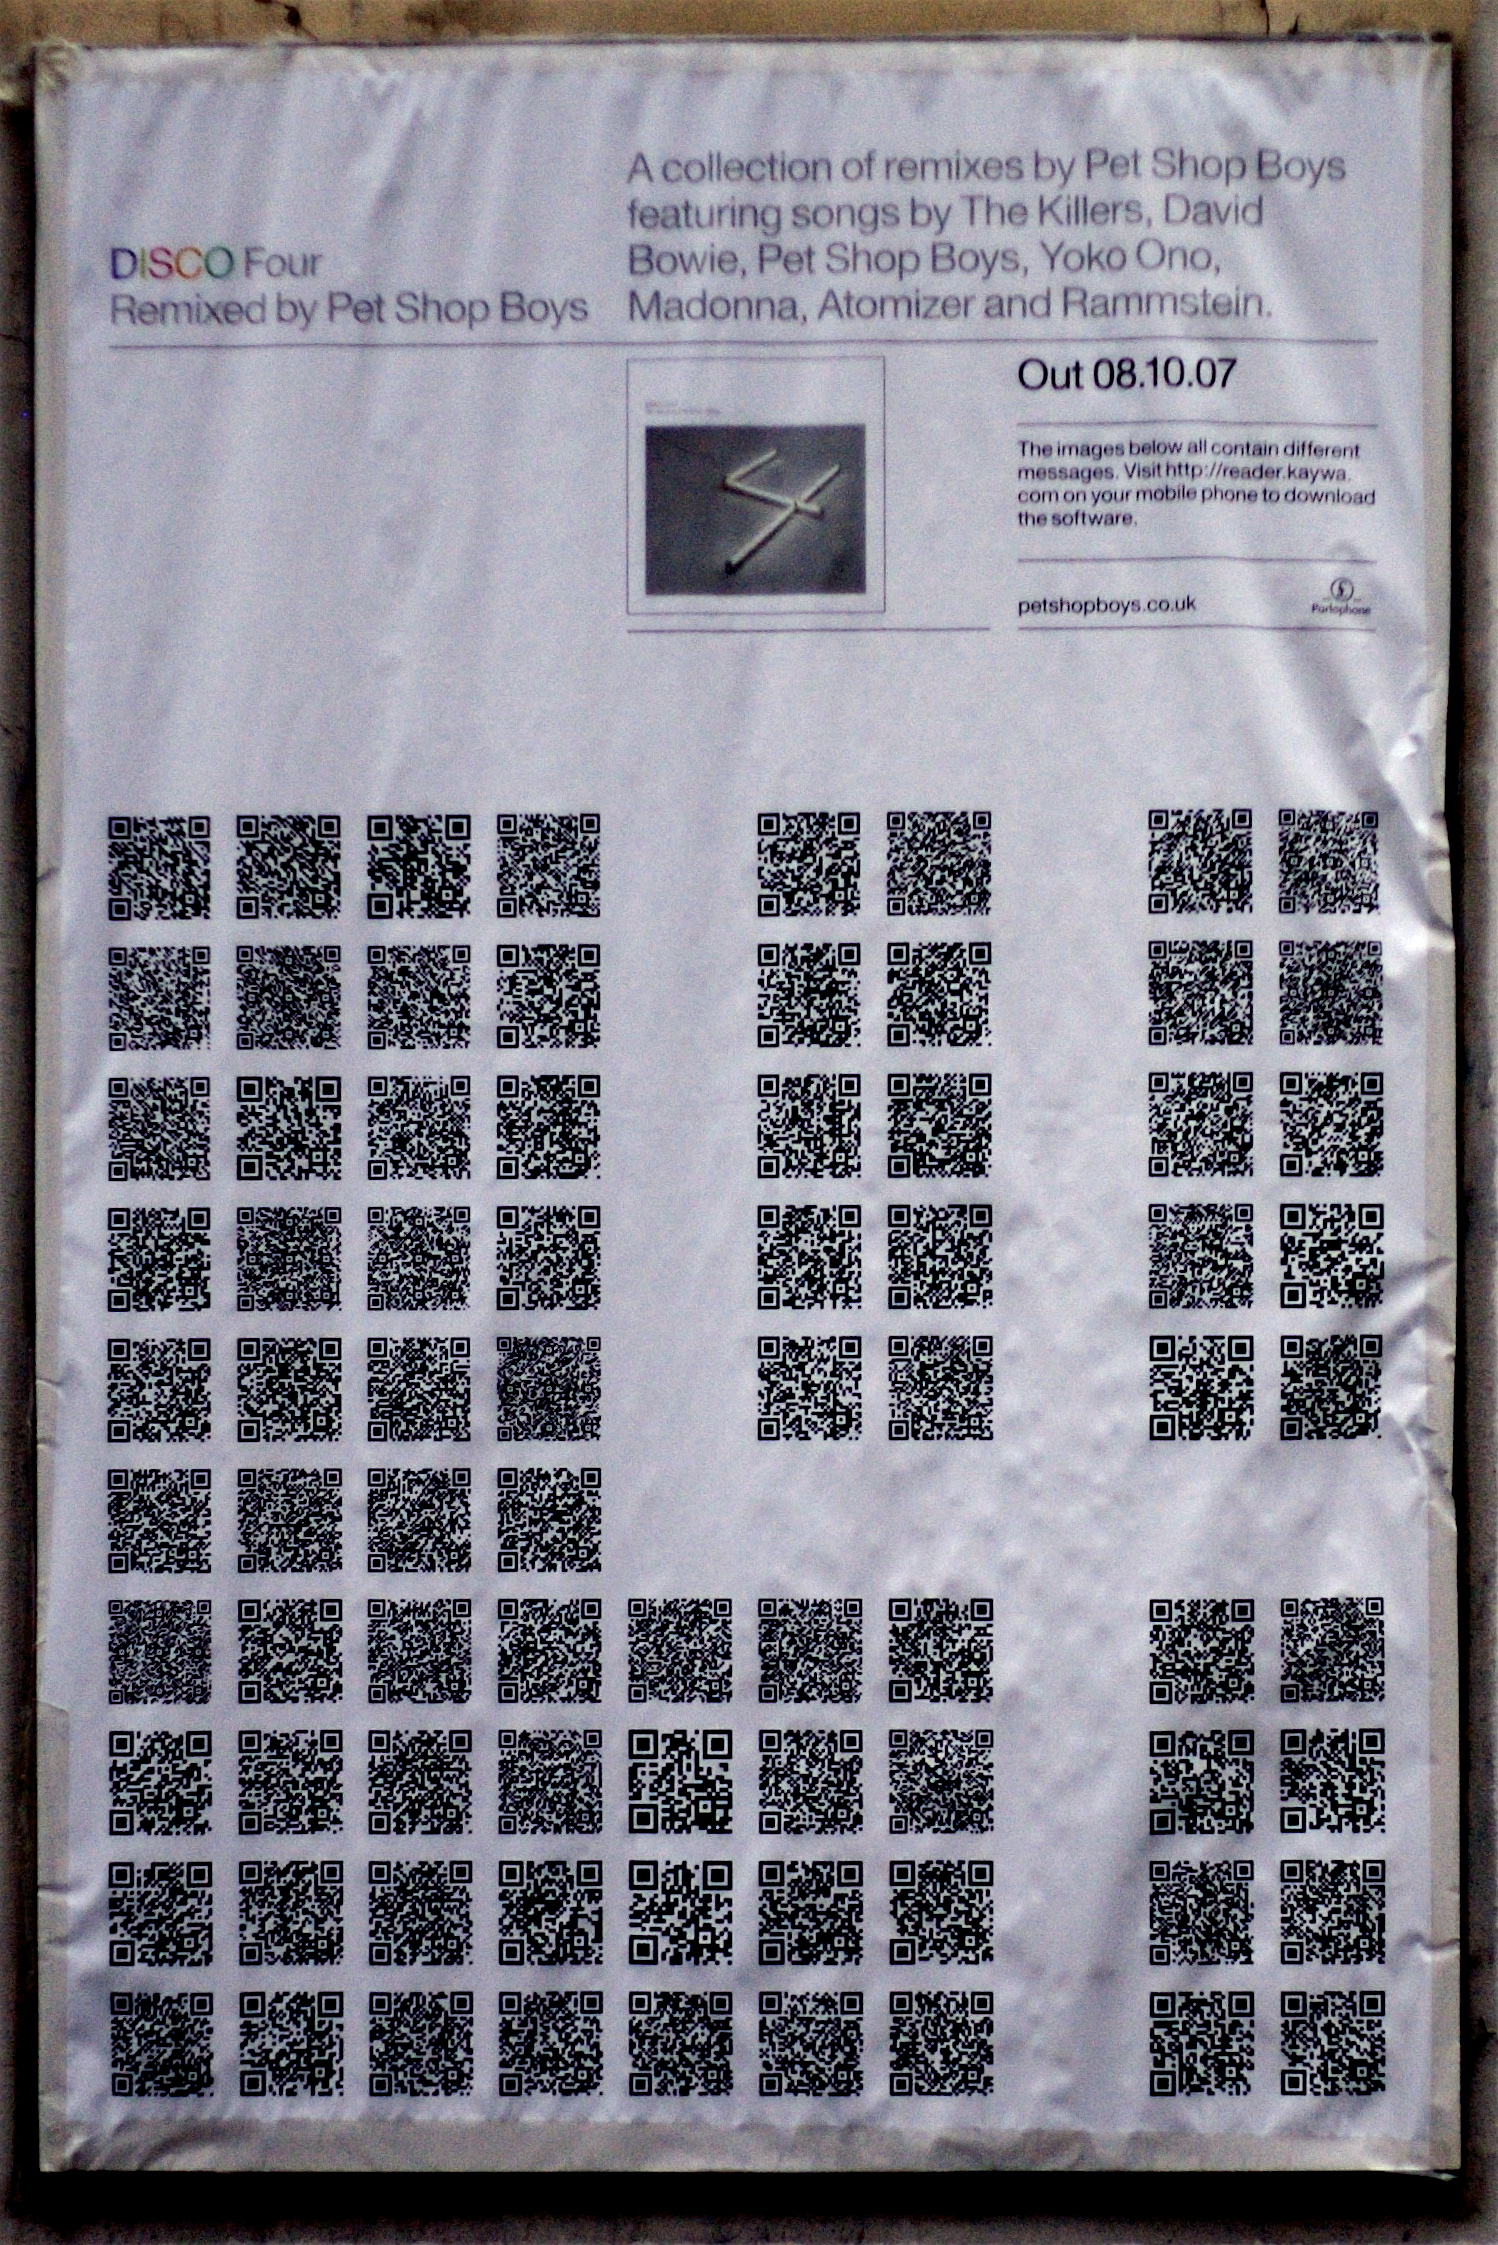 DISCO Four
Remixed by Pet Shop Boys
A collection of remixes by Pet Shop Boys
featuring songs by The Killers, David
Bowie, Pet Shop Boys, Yoko Ono,
Madonna, Atomizer and Rammstein.
Out 08.10.07
The images below all contain different
messages. Visit http://reader.kaywa.
com on your mobile phone to download
the software.
petshopboys.co.uk
Parlophone